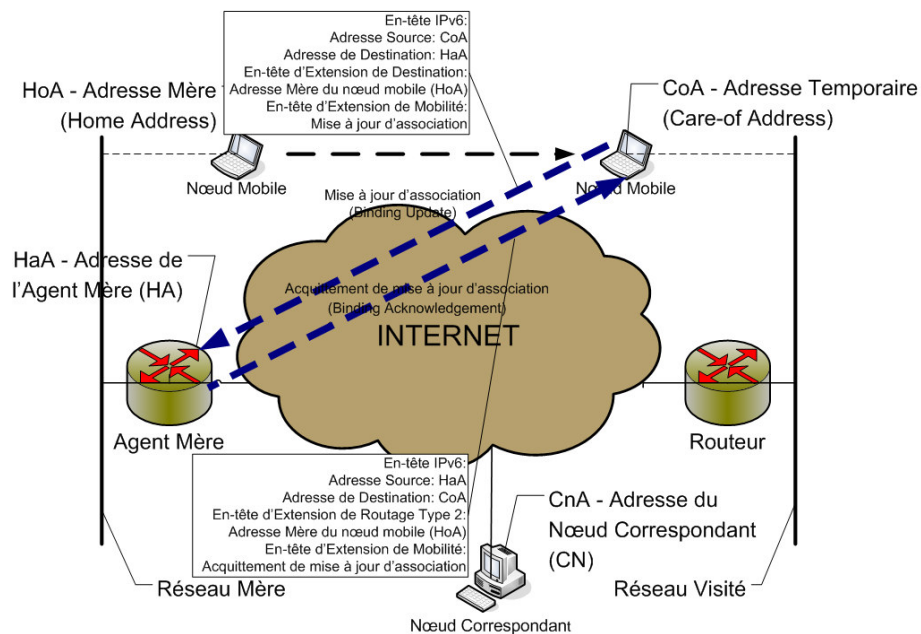 En-tête IPv6:
Adresse Source: CoA
Adresse de Destination: HaA
En-tête d'Extension de Destination:
Adresse Mère du nœud mobile (HoA)
En-tête d'Extension de Mobilité:
Mise à jour d'association
HoA - Adresse Mère
(Home Address)
CoA - Adresse Temporaire
(Care-of Address)
Nœud Mobile
Nœud Mobile
Mise à jour d'association
(Binding Update)
HaA - Adresse de
l'Agent Mère (HA)
Acquittement de mise à jour d'association
(Binding Acknowledgement)
INTERNET
Agent Mère
Routeur
En-tête IPv6:
Adresse Source: HaA
Adresse de Destination: CoA
En-tête d'Extension de Routage Type 2:
Adresse Mère du nœud mobile (HoA)
En-tête d'Extension de Mobilité:
Acquittement de mise à jour d'association
CnA - Adresse du
Nœud Correspondant
(CN)
Réseau Mère
Réseau Visité
Nœud Correspondant